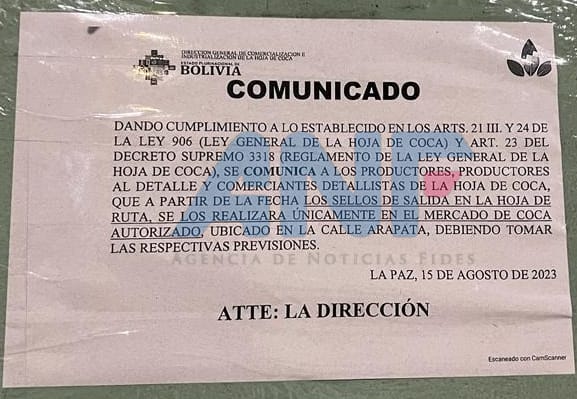 DIRECCION GENERAL DE COMERCIALIZACION E
INDUSTRIALIZACION DE LA HOJA DE COCA
ESTADO PLURINACIONAL DE
BOLIVIA
COMUNICADO
DANDO CUMPLIMIENTO A LO ESTABLECIDO EN LOS ARTS. 21 III. Y 24 DE
LA LEY 906 (LEY GENERAL DE LA HOJA DE COCA) Y ART. 23 DEL
DECRETO SUPREMO 3318 (REGLAMENTO DE LA LEY GENERAL DE LA
HOJA DE COCA), SE COMUNICA A LOS PRODUCTORES, PRODUCTORES
AL DETALLE Y COMERCIANTES DETALLISTAS DE LA HOJA DE COCA,
QUE A PARTIR DE LA FECHA LOS SELLOS DE SALIDA EN LA HOJA DE
RUTA, SE LOS REALIZARA ÚNICAMENTE EN EL MERCADO DE COCA
AUTORIZADO, UBICADO EN LA CALLE ARAPATA, DEBIENDO TOMAR
LAS RESPECTIVAS PREVISIONES.
ANF
AGENCIA DE NOTICIAS FIDES
LA PAZ, 15 DE AGOSTO DE 2023
ATTE: LA DIRECCIÓN
Escaneado con CamScanner